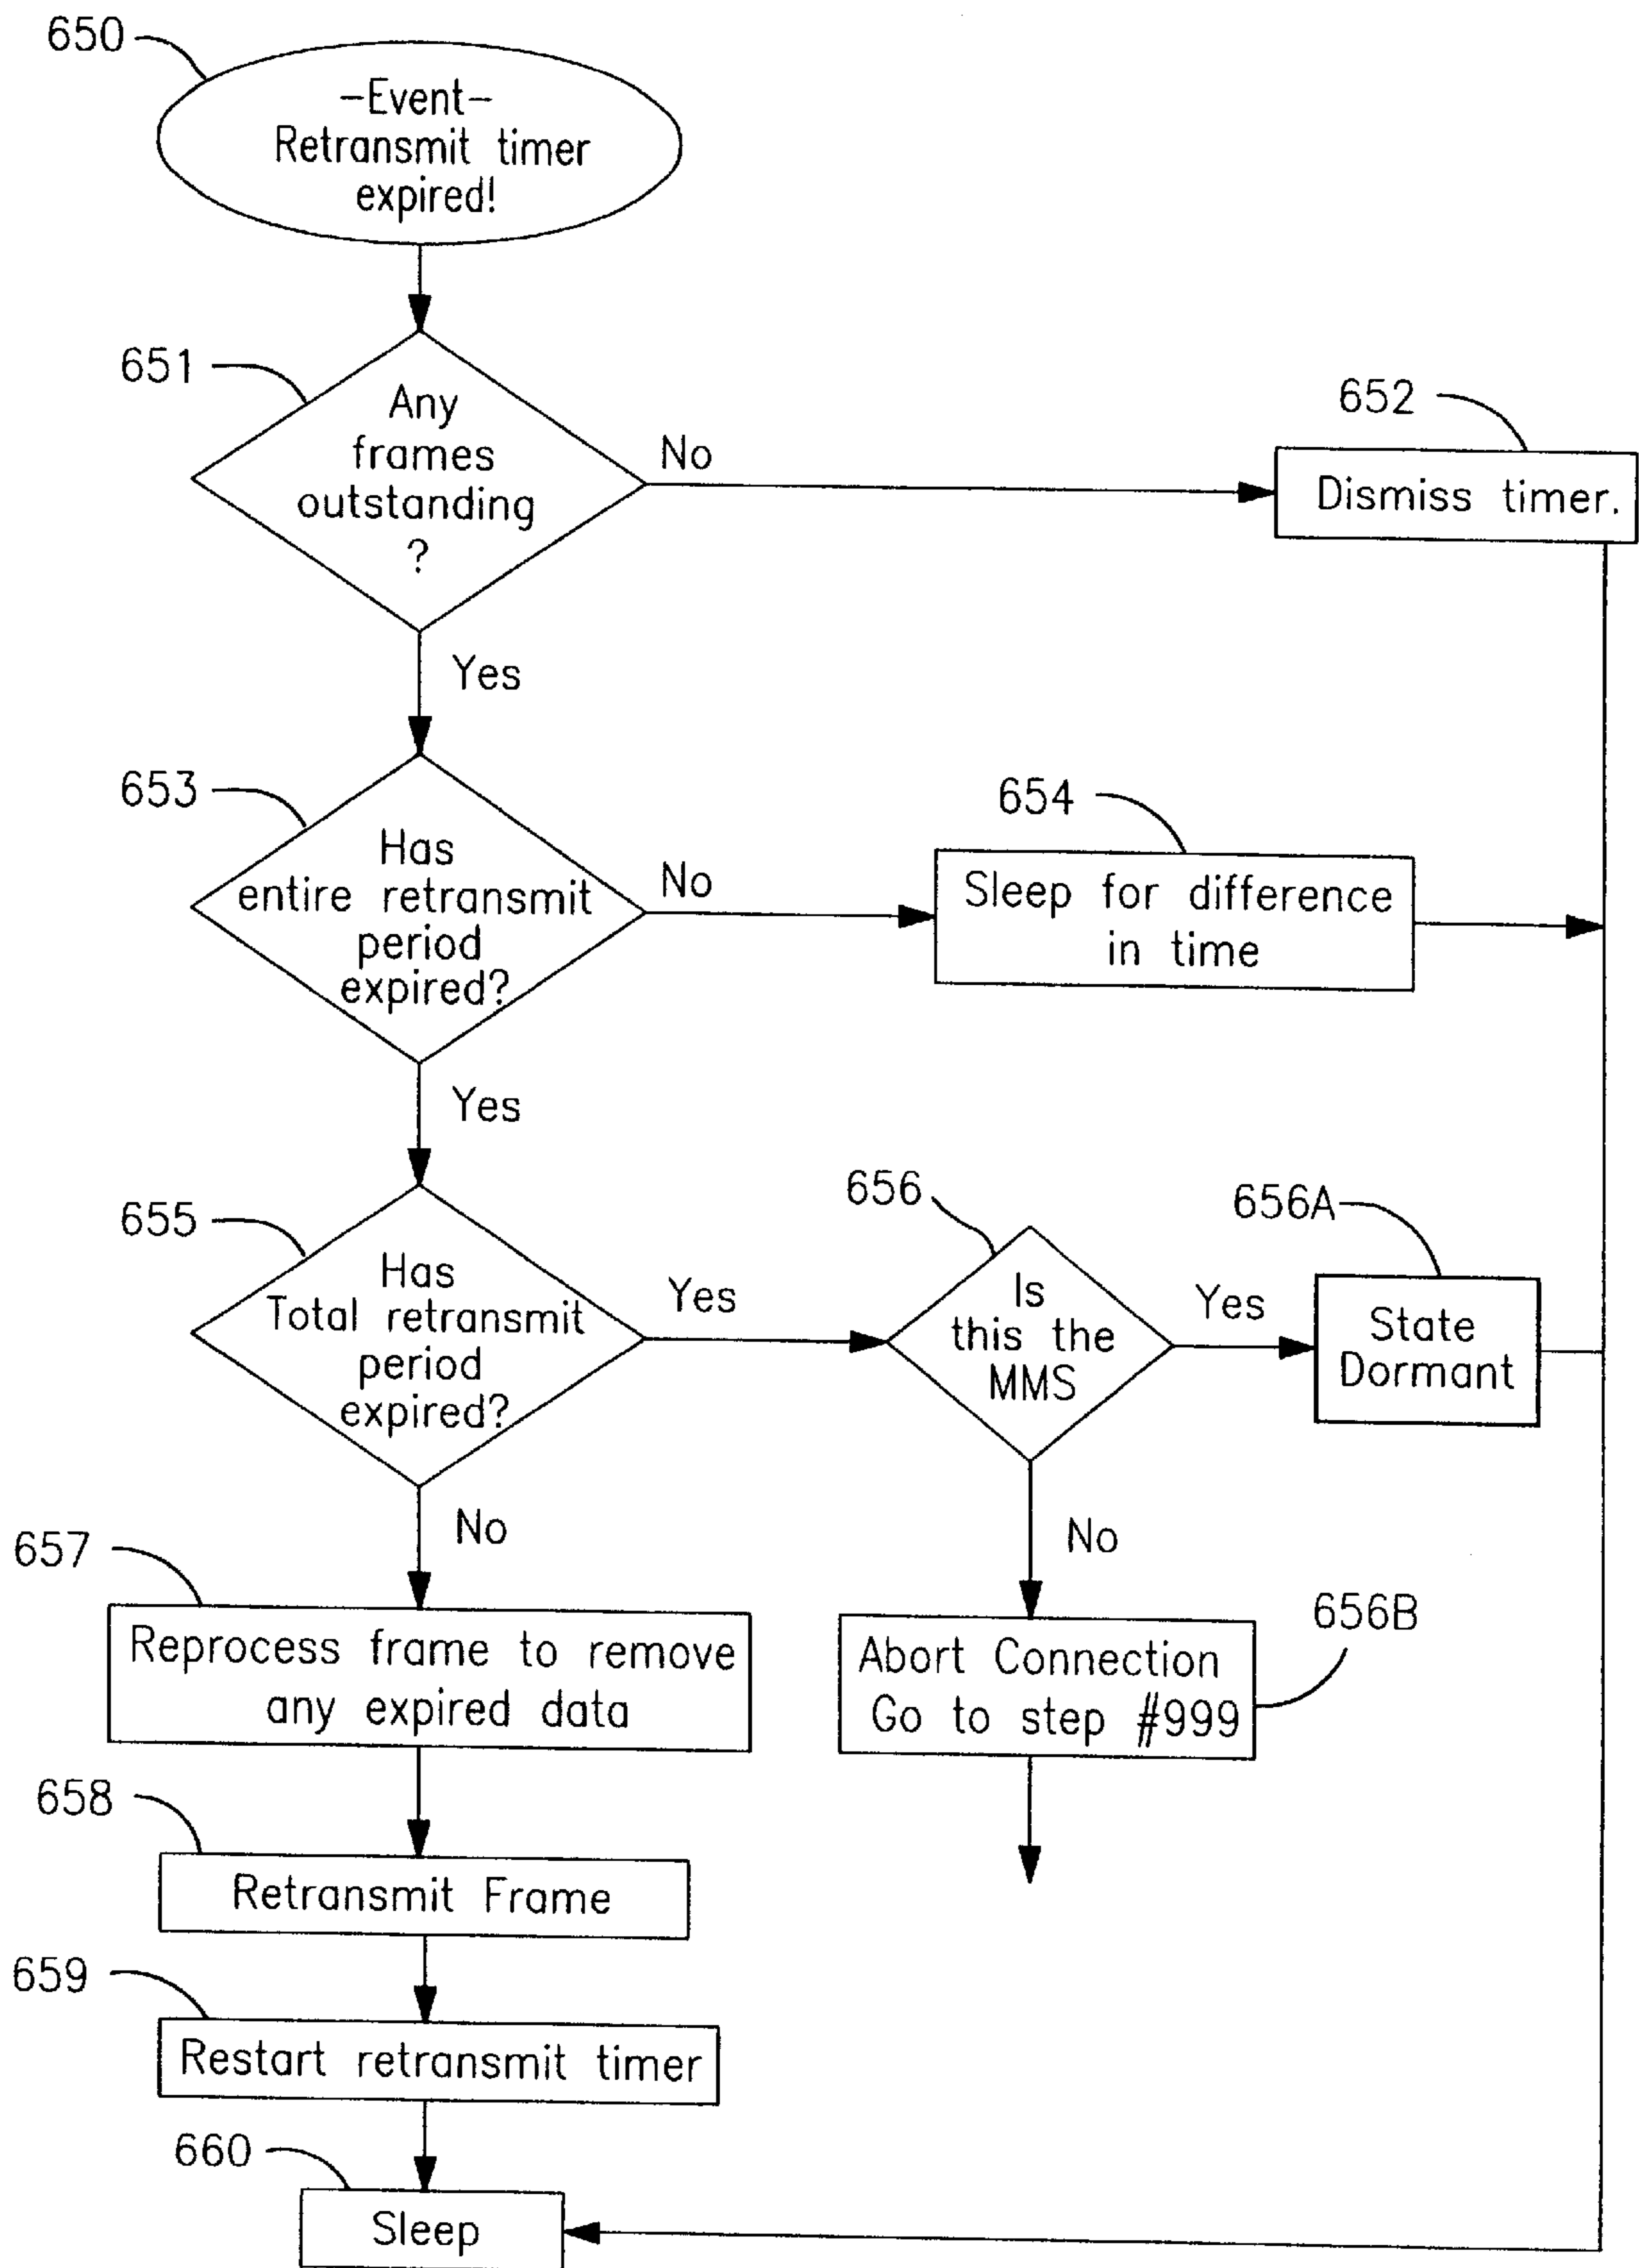 650
-Event-
Retransmit timer
expired!
651
Any
frames
outstanding
?
No
652
Dismiss timer.
Yes
653
Has
entire retransmit
period
expired?
No
654
Sleep for difference
in time
Yes
655
Has
Total retransmit
period
expired?
Yes
656
Is
this the
MMS
Yes
656A
State
Dormant
No
No
657
Reprocess frame to remove
any expired data
656B
Abort Connection
Go to step #999
658
Retransmit Frame
659
Restart retransmit timer
660
Sleep